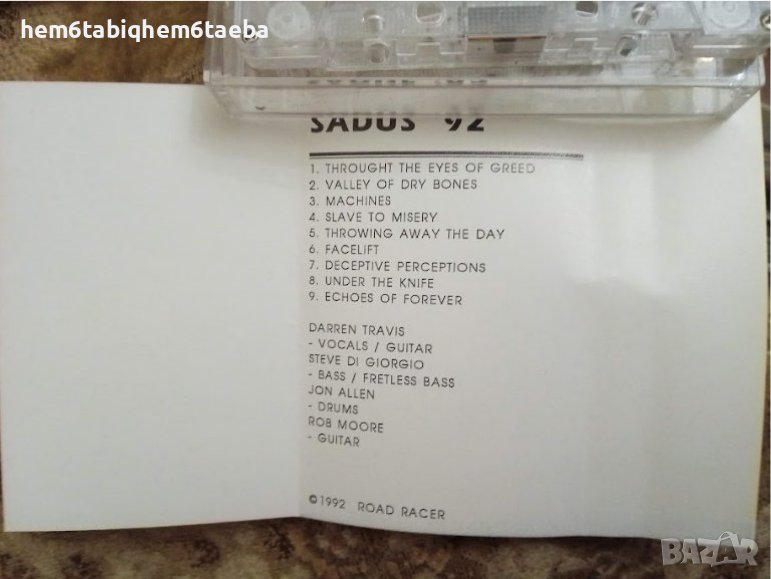 hem6tabiqhem6taeba
SADUS '92
1. THROUGHT THE EYES OF GREED
2. VALLEY OF DRY BONES
3. MACHINES
4. SLAVE TO MISERY
5. THROWING AWAY THE DAY
6. FACELIFT
7. DECEPTIVE PERCEPTIONS
8. UNDER THE KNIFE
9. ECHOES OF FOREVER
DARREN TRAVIS
- VOCALS / GUITAR
STEVE DI GIORGIO
- BASS / FRETLESS BASS
JON ALLEN
- DRUMS
ROB MOORE
- GUITAR
©1992 ROAD RACER
BAZAR